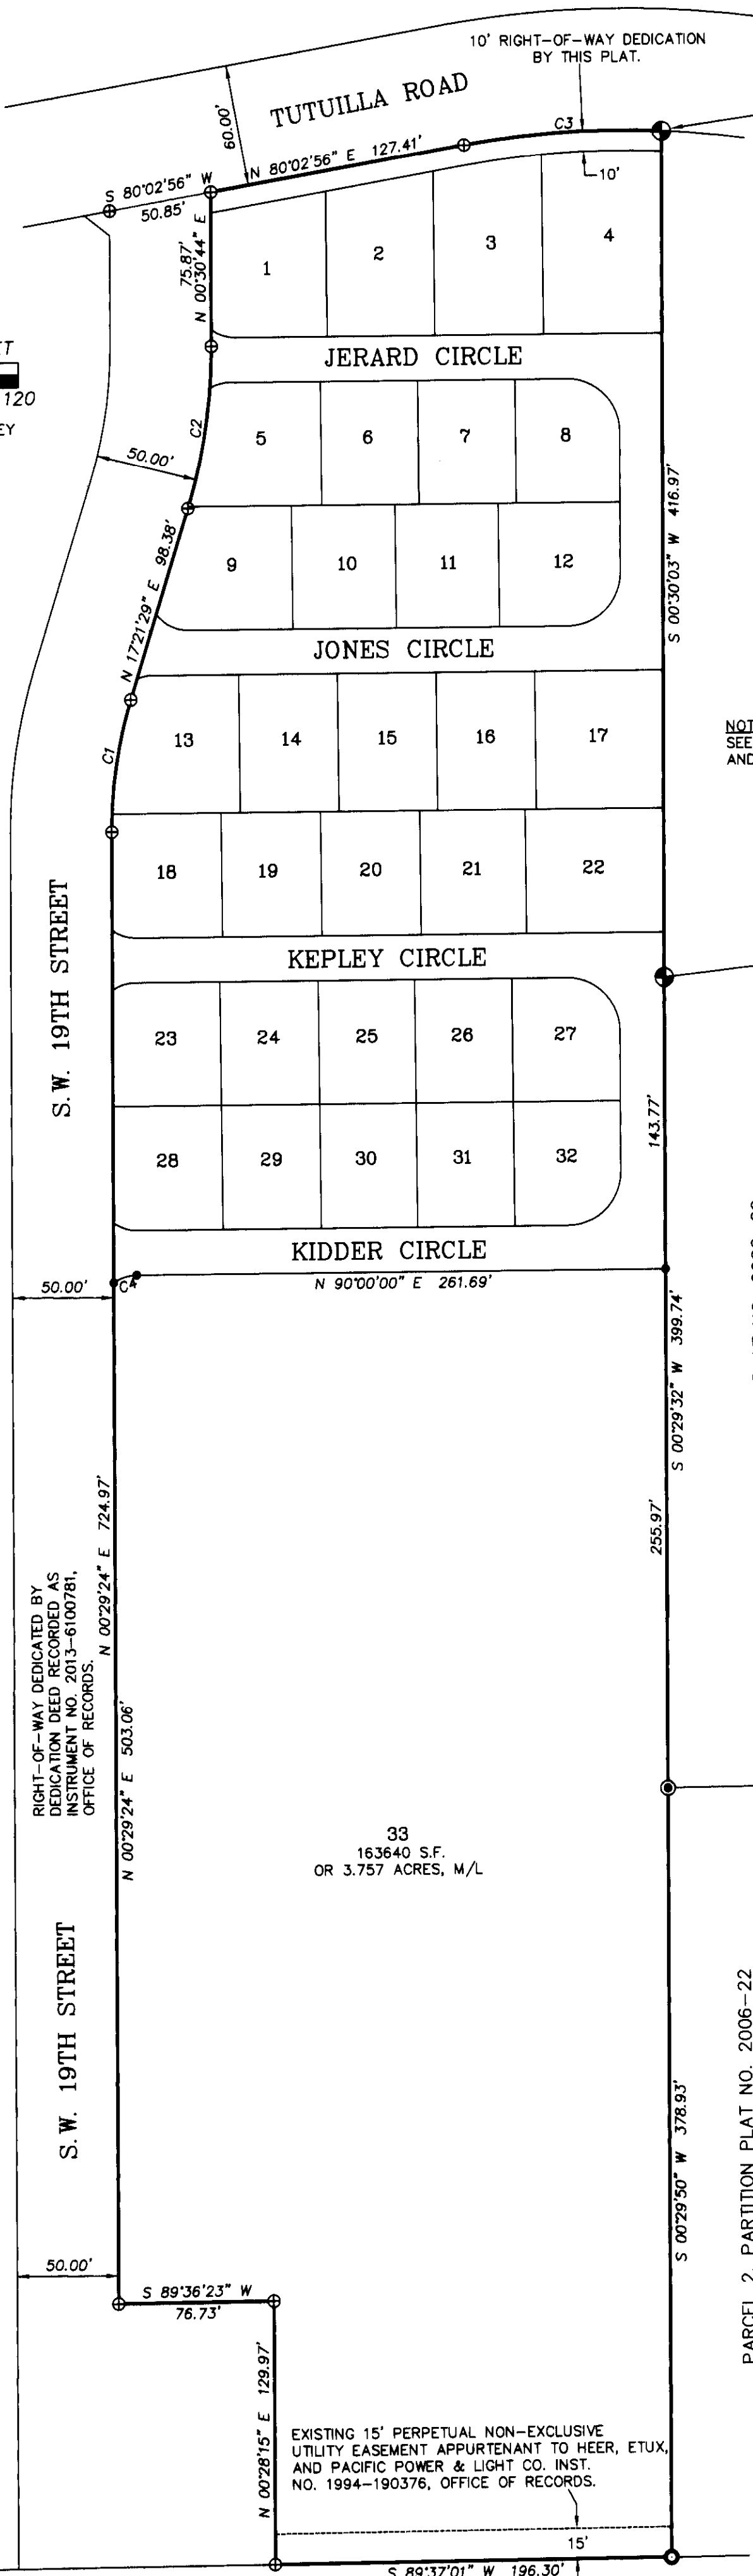 10' RIGHT-OF-WAY DEDICATION
BY THIS PLAT.
TUTUILLA ROAD
60.00'
C3
N 80°02'56" E 127.41'
10'
S 80°02'56" W
50.85'
75.87'
N 00°30'44" E
1
2
3
4
JERARD CIRCLE
120
EY
C2
50.00'
5
6
7
8
S 00°30'03" W 416.97'
N 17°21'29" E 98.38'
9
10
11
12
JONES CIRCLE
C1
13
14
15
16
17
NOT
SEE
AND
18
19
20
21
22
S.W. 19TH STREET
KEPLEY CIRCLE
23
24
25
26
27
143.77'
28
29
30
31
32
KIDDER CIRCLE
50.00'
C4
N 90°00'00" E 261.69'
S 00°29'32" W 399.74'
N 00°29'24" E 724.97'
255.97'
RIGHT-OF-WAY DEDICATED BY
DEDICATION DEED RECORDED AS
INSTRUMENT NO. 2013-6100781,
OFFICE OF RECORDS.
N 00°29'24" E 503.06'
33
163640 S.F.
OR 3.757 ACRES, M/L
S.W. 19TH STREET
S 00°29'50" W 378.93'
PARCEL 2, PARTITION PLAT NO. 2006-22
50.00'
S 89°36'23" W
76.73'
N 00°28'15" E 129.97'
EXISTING 15' PERPETUAL NON-EXCLUSIVE
UTILITY EASEMENT APPURTENANT TO HEER, ETUX,
AND PACIFIC POWER & LIGHT CO. INST.
NO. 1994-190376, OFFICE OF RECORDS.
15'
S 89°37'01" W 196.30'